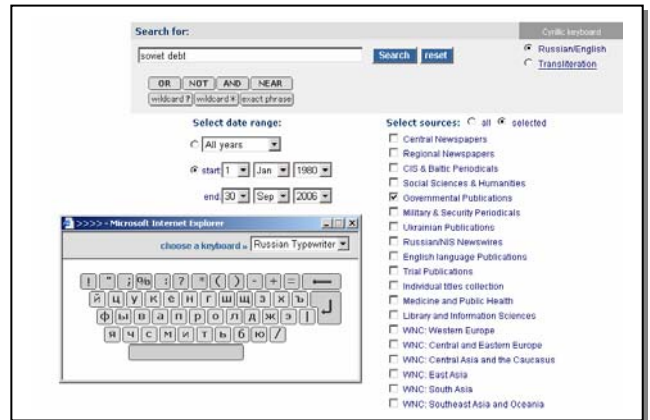 Search for:
Cyrillic keyboard
soviet debt
Search reset
Russian/English
Transliteration
OR NOT AND NEAR
wildcard ? wildcard * exact phrase
Select date range:
All years
start: 1 Jan 1980
end: 30 Sep 2006
Select sources: all selected
Central Newspapers
Regional Newspapers
CIS & Baltic Periodicals
Social Sciences & Humanities
Governmental Publications
Military & Security Periodicals
Ukrainian Publications
Russian/NIS Newswires
English language Publications
Trial Publications
Individual titles collection
Medicine and Public Health
Library and Information Sciences
WNC: Western Europe
WNC: Central and Eastern Europe
WNC: Central Asia and the Caucasus
WNC: East Asia
WNC: South Asia
WNC: Southeast Asia and Oceania
>>>> - Microsoft Internet Explorer
choose a keyboard » Russian Typewriter
! " ; % : ? * ( ) - + =
й ц у к е н г ш щ з х ъ
ф ы в а п р о л д ж э |
я ч с м и т ь б ю /